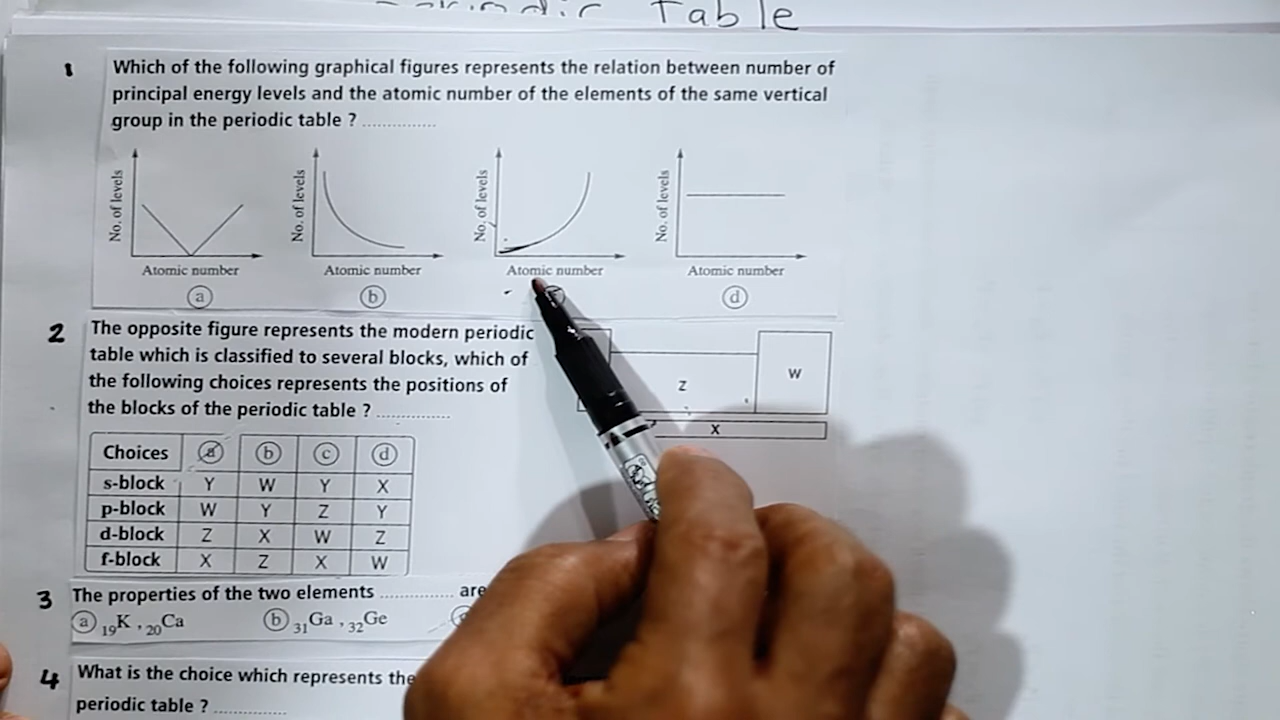 Table
1 Which of the following graphical figures represents the relation between number of
principal energy levels and the atomic number of the elements of the same vertical
group in the periodic table ? ..............
No. of levels
Atomic number
a
No. of levels
Atomic number
b
No. of levels
Atomic number
No. of levels
Atomic number
d
2 The opposite figure represents the modern periodic
table which is classified to several blocks, which of
the following choices represents the positions of
the blocks of the periodic table ? ..............
Z
W
X
Choices a b c d
s-block Y W Y X
p-block W Y Z Y
d-block Z X W Z
f-block X Z X W
3 The properties of the two elements .............. are
a 19K , 20Ca b 31Ga , 32Ge
4 What is the choice which represents the
periodic table ? ..............